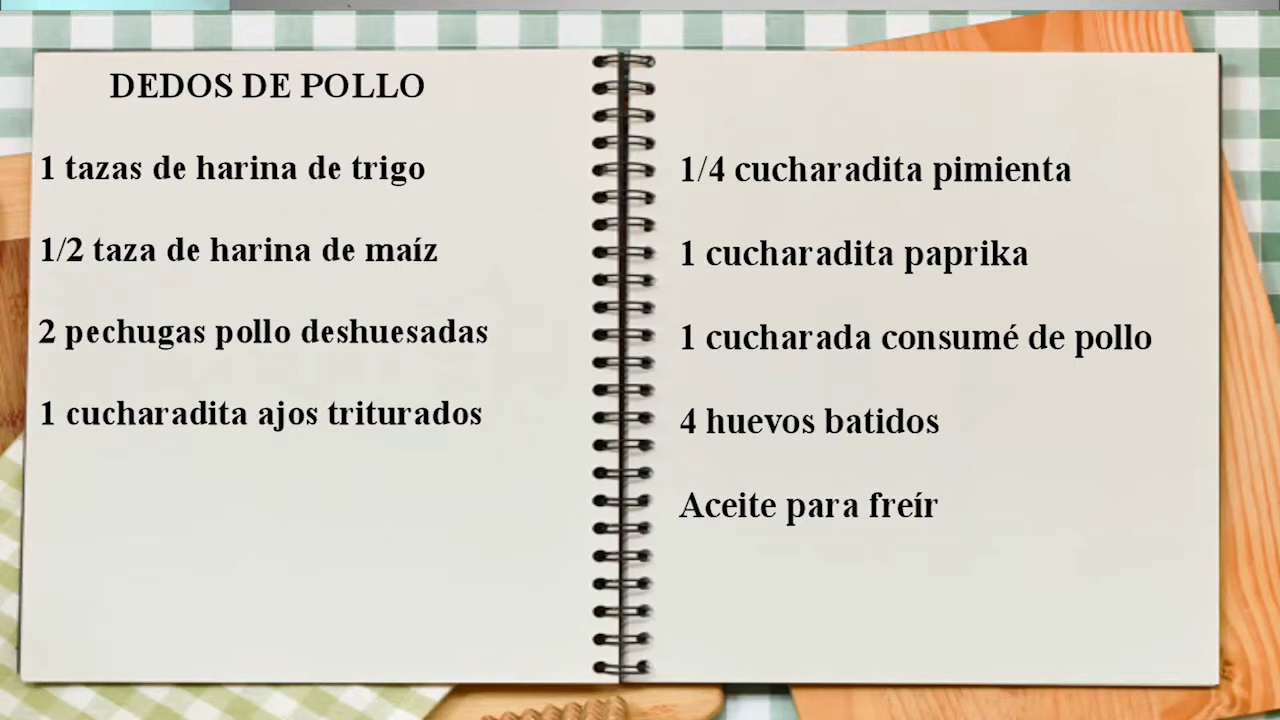 DEDOS DE POLLO
1 tazas de harina de trigo
1/2 taza de harina de maíz
2 pechugas pollo deshuesadas
1 cucharadita ajos triturados
1/4 cucharadita pimienta
1 cucharadita paprika
1 cucharada consumé de pollo
4 huevos batidos
Aceite para freír